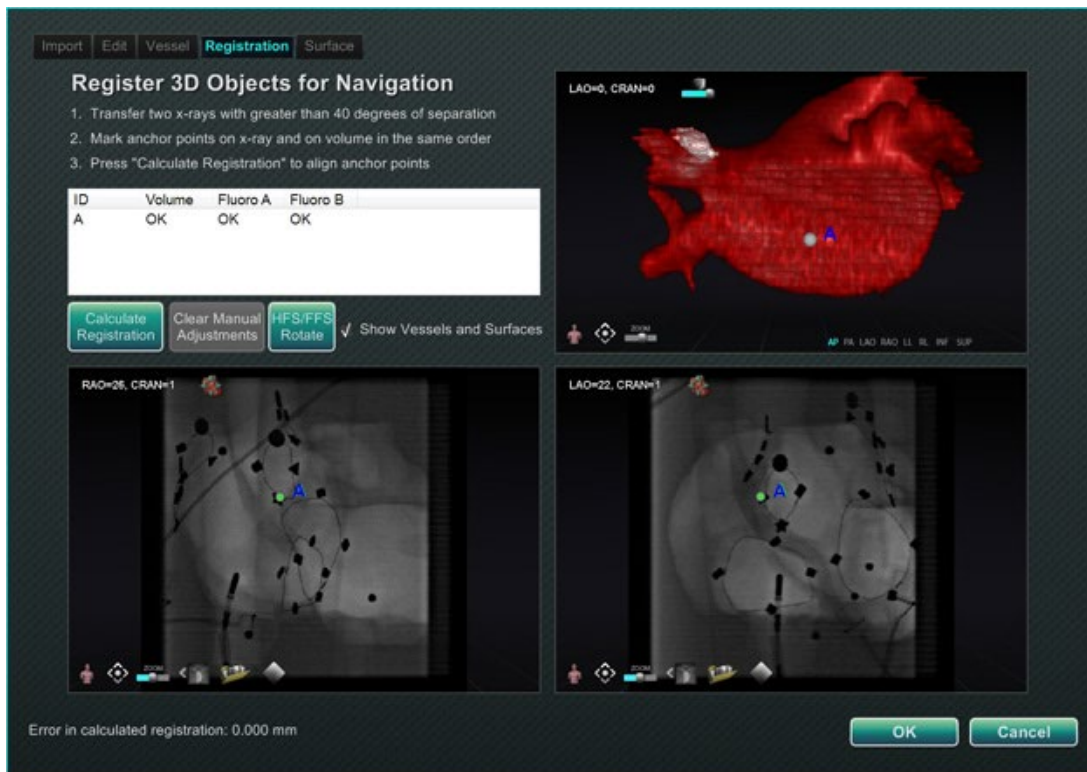 Import Edit Vessel Registration Surface
Register 3D Objects for Navigation
1. Transfer two x-rays with greater than 40 degrees of separation
2. Mark anchor points on x-ray and on volume in the same order
3. Press "Calculate Registration" to align anchor points
ID Volume Fluoro A Fluoro B
A OK OK OK
Calculate
Registration
Clear Manual
Adjustments
HFS/FFS
Rotate
Show Vessels and Surfaces
LAO=0, CRAN=0
A
ZOOM
AP PA LAO RAO LL RL INF SUP
RAO=26, CRAN=1
A
ZOOM
LAO=22, CRAN=1
A
ZOOM
Error in calculated registration: 0.000 mm
OK
Cancel